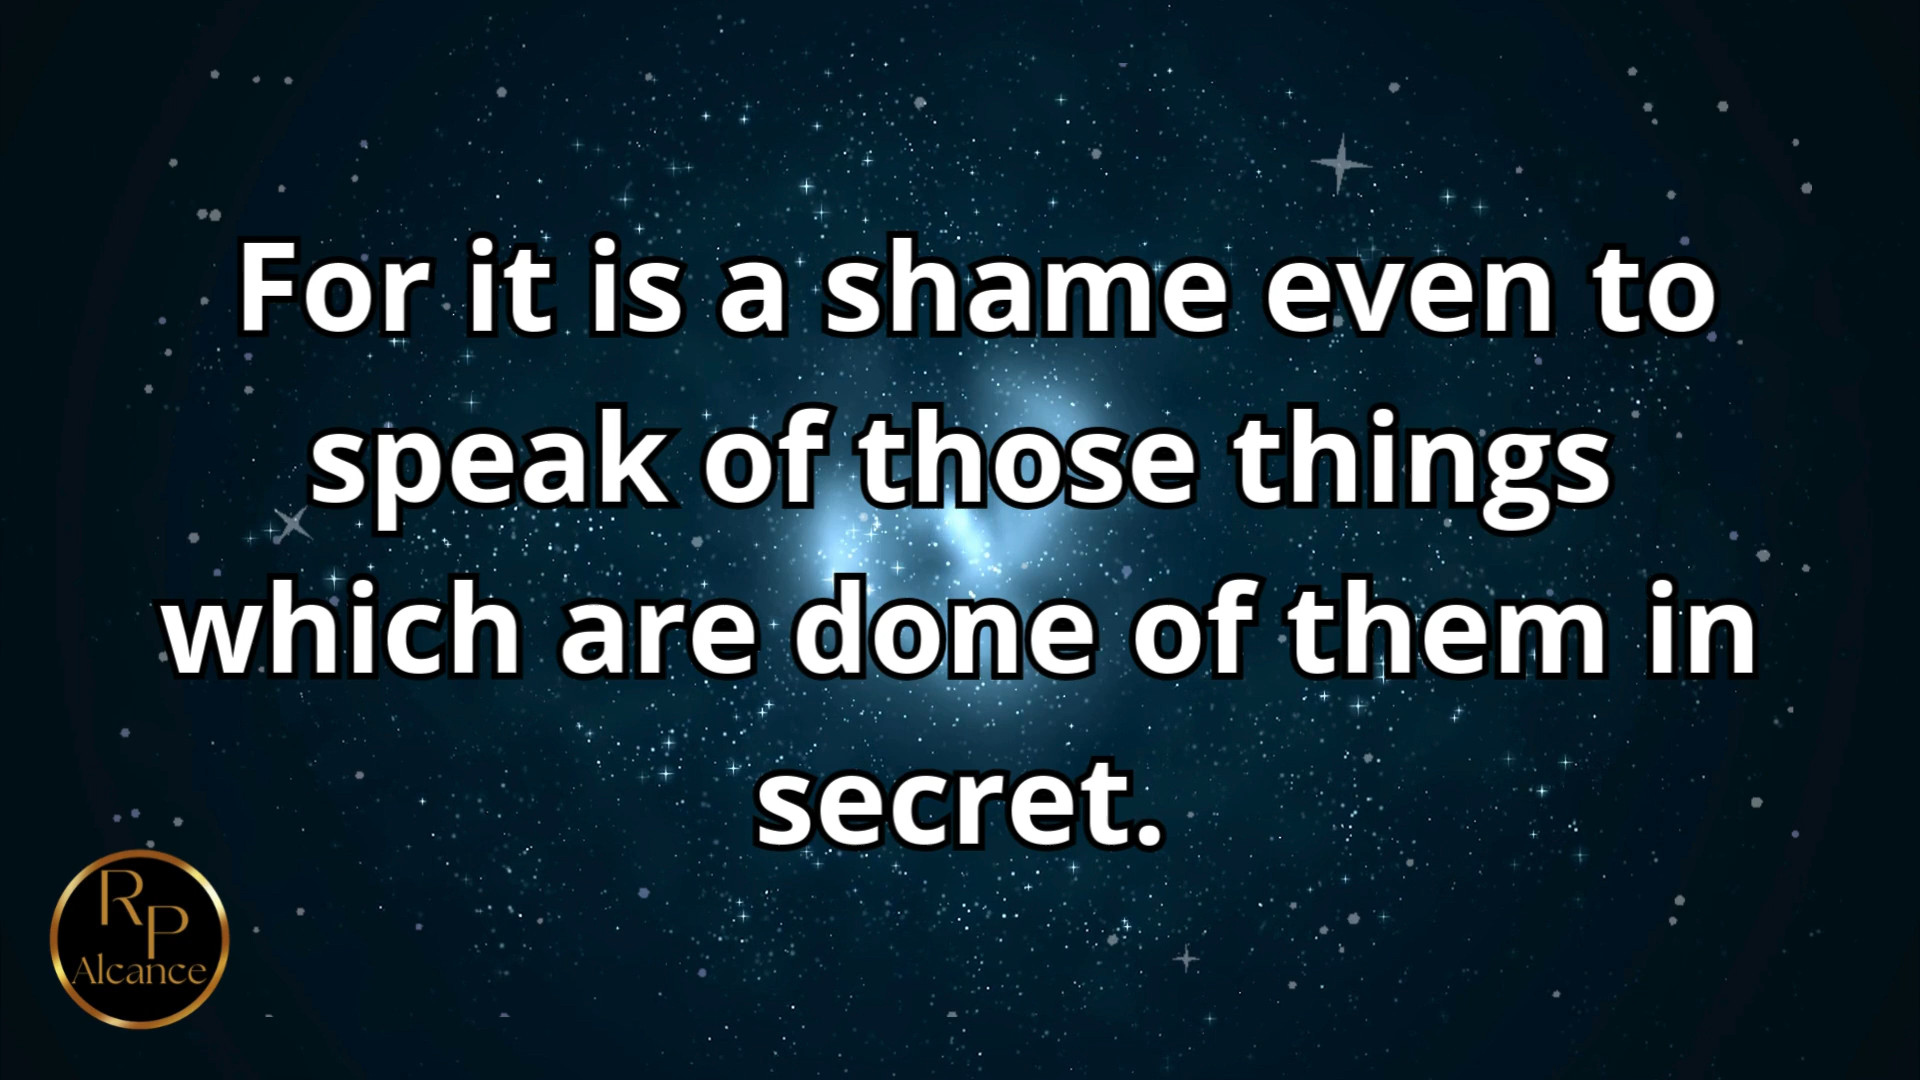 For it is a shame even to
speak of those things
which are done of them in
secret.
RP
Alcance